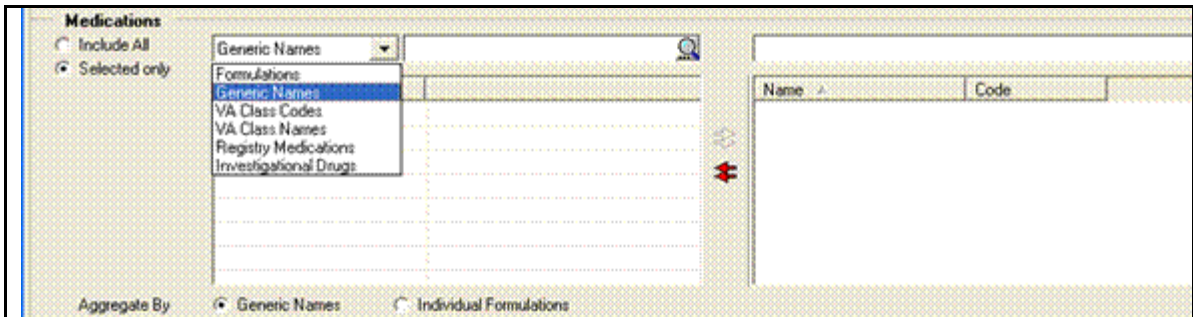 Medications
Include All
Generic Names
Selected only
Formulations
Generic Names
VA Class Codes
VA Class Names
Registry Medications
Investigational Drugs
Name
Code
Aggregate By
Generic Names
Individual Formulations